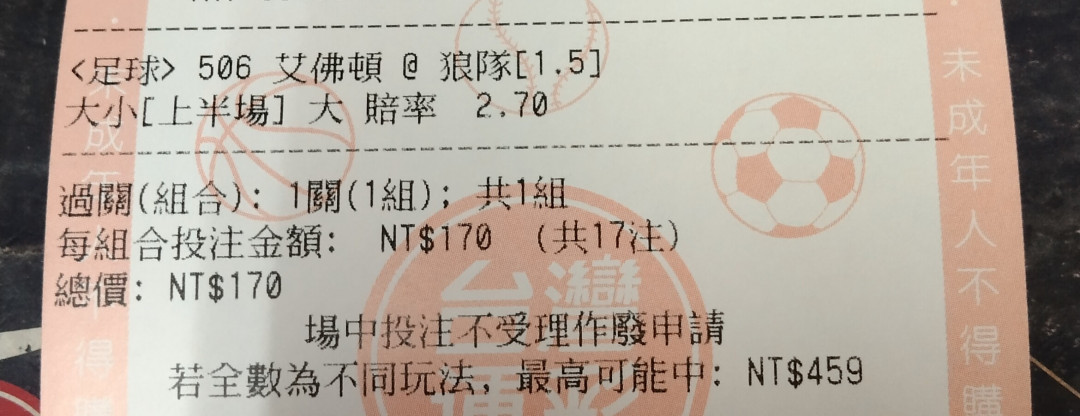 <足球> 506 艾佛頓 @ 狼隊[1.5]
大小[上半場] 大 賠率 2.70
過關(組合): 1關(1組); 共1組
每組合投注金額: NT$170 (共17注)
總價: NT$170
場中投注不受理作廢申請
若全數為不同玩法, 最高可能中: NT$459
台灣
運彩
未成年人不得購